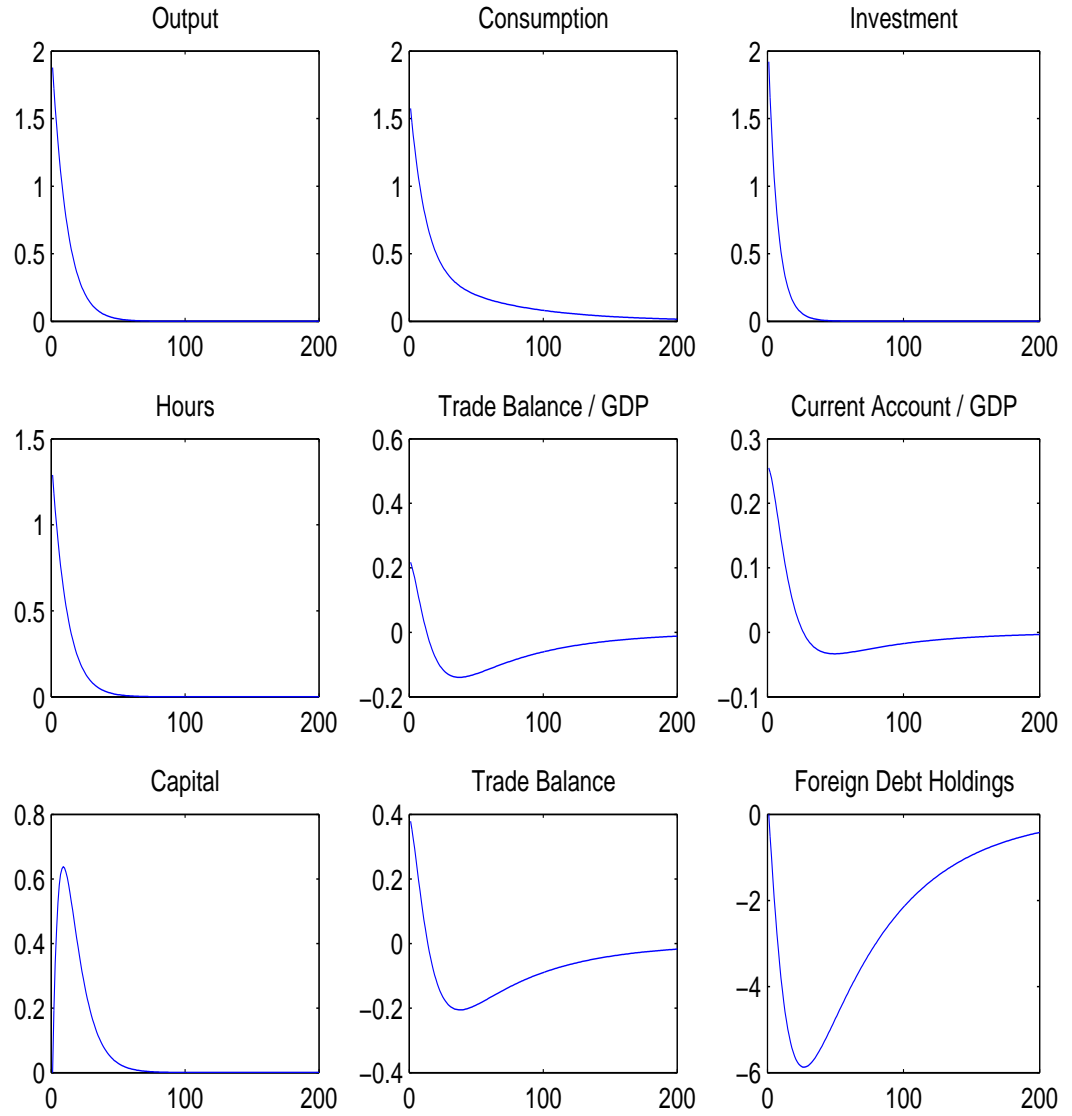 Output
Consumption
Investment
2
1.5
1
0.5
0
0 100 200
2
1.5
1
0.5
0
0 100 200
2
1.5
1
0.5
0
0 100 200
Hours
Trade Balance / GDP
Current Account / GDP
1.5
1
0.5
0
0 100 200
0.6
0.4
0.2
0
−0.2
0 100 200
0.3
0.2
0.1
0
−0.1
0 100 200
Capital
Trade Balance
Foreign Debt Holdings
0.8
0.6
0.4
0.2
0
0 100 200
0.4
0.2
0
−0.2
−0.4
0 100 200
0
−2
−4
−6
0 100 200